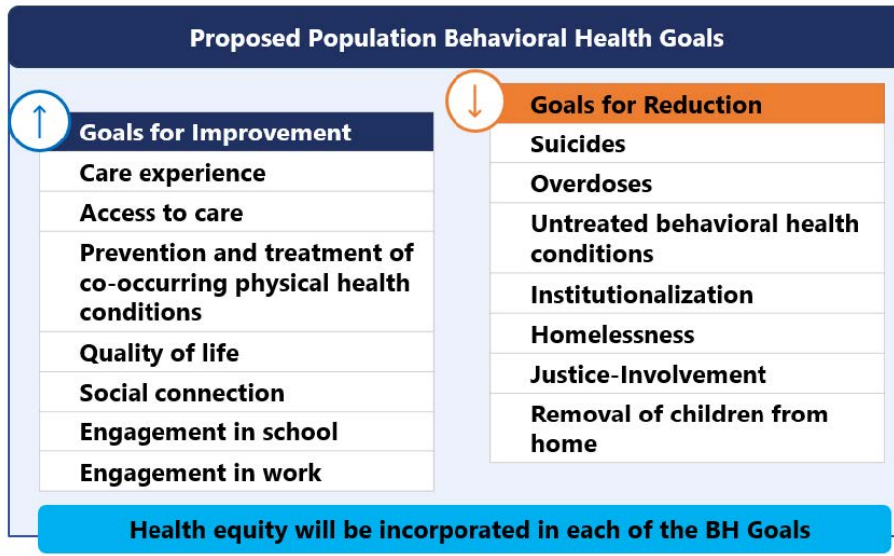 Proposed Population Behavioral Health Goals
↑
Goals for Improvement
Care experience
Access to care
Prevention and treatment of
co-occurring physical health
conditions
Quality of life
Social connection
Engagement in school
Engagement in work
↓
Goals for Reduction
Suicides
Overdoses
Untreated behavioral health
conditions
Institutionalization
Homelessness
Justice-Involvement
Removal of children from
home
Health equity will be incorporated in each of the BH Goals